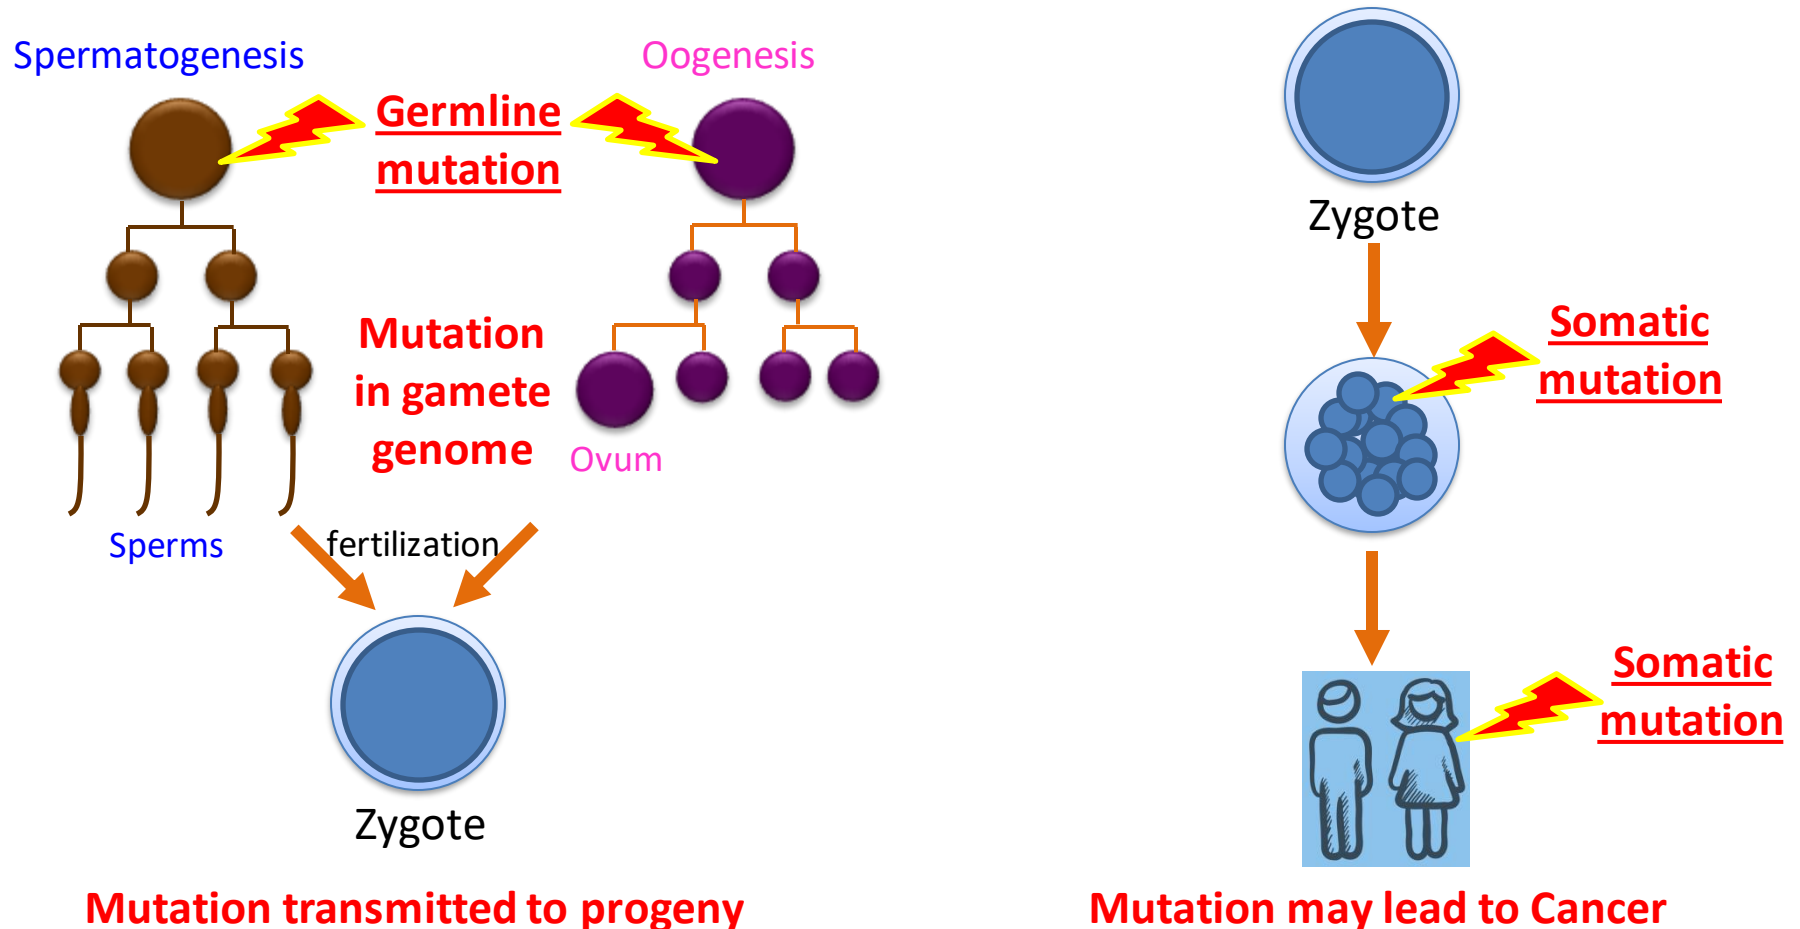 Spermatogenesis
Oogenesis
Germline
mutation
Mutation
in gamete
genome
Ovum
Sperms
fertilization
Zygote
Mutation transmitted to progeny
Zygote
Somatic
mutation
Somatic
mutation
Mutation may lead to Cancer